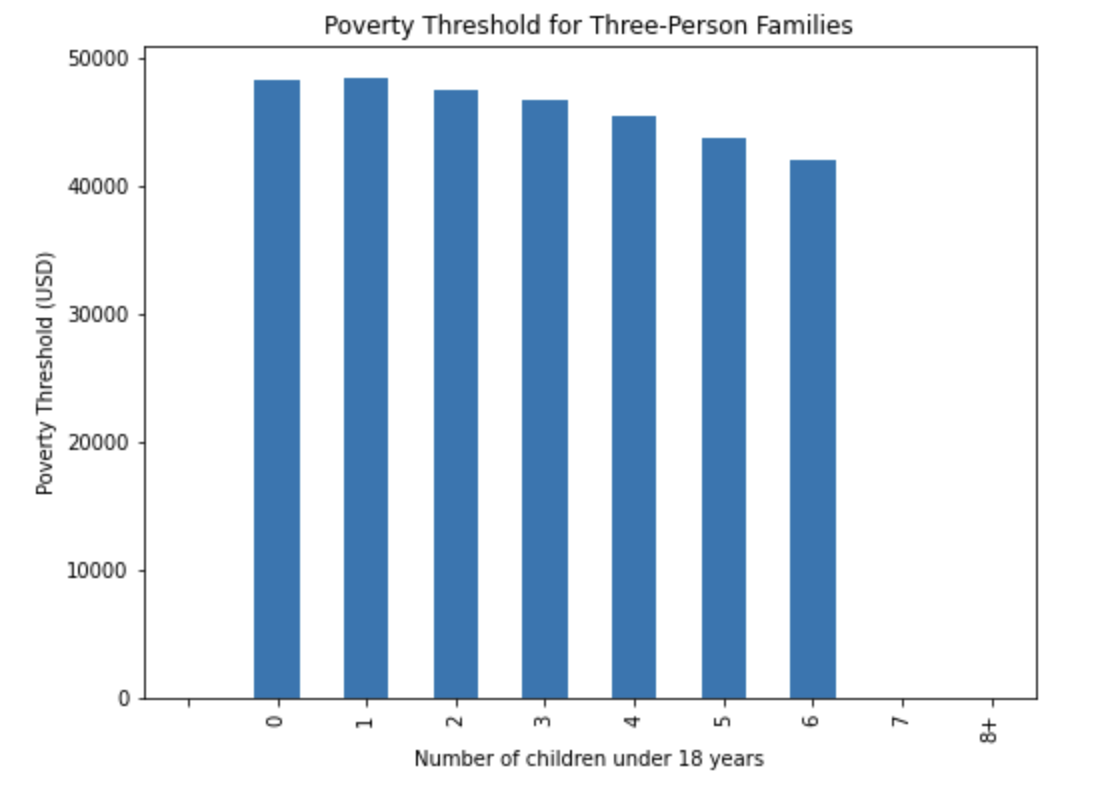 Poverty Threshold for Three-Person Families
50000
40000
30000
20000
10000
0
Poverty Threshold (USD)
0 1 2 3 4 5 6 7 8+
Number of children under 18 years